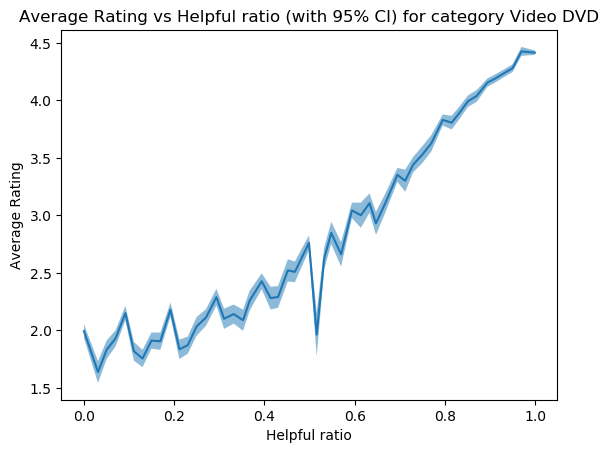 Average Rating vs Helpful ratio (with 95% CI) for category Video DVD
4.5
4.0
3.5
3.0
2.5
2.0
1.5
Average Rating
0.0 0.2 0.4 0.6 0.8 1.0
Helpful ratio